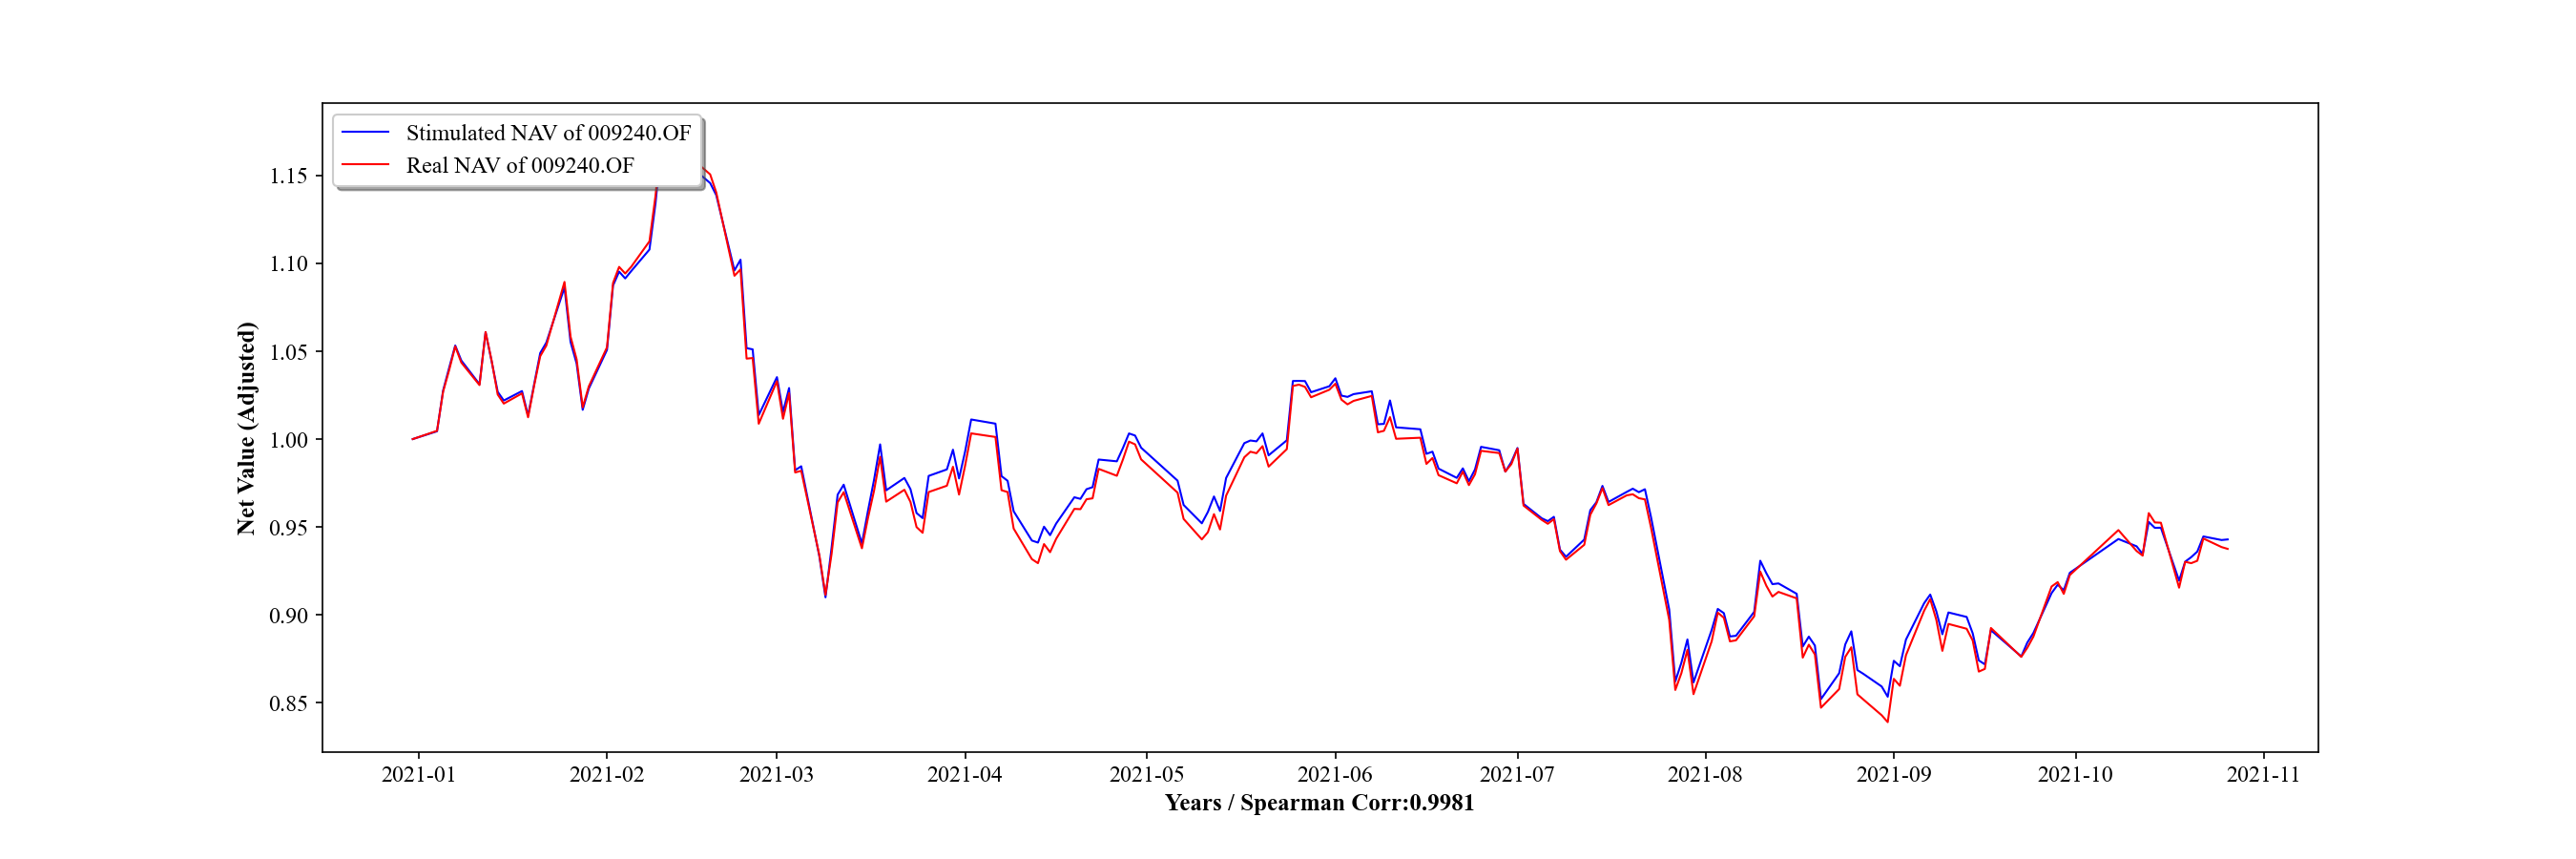 Stimulated NAV of 009240.OF
Real NAV of 009240.OF
1.15
1.10
1.05
1.00
0.95
0.90
0.85
Net Value (Adjusted)
2021-01 2021-02 2021-03 2021-04 2021-05 2021-06 2021-07 2021-08 2021-09 2021-10 2021-11
Years / Spearman Corr:0.9981